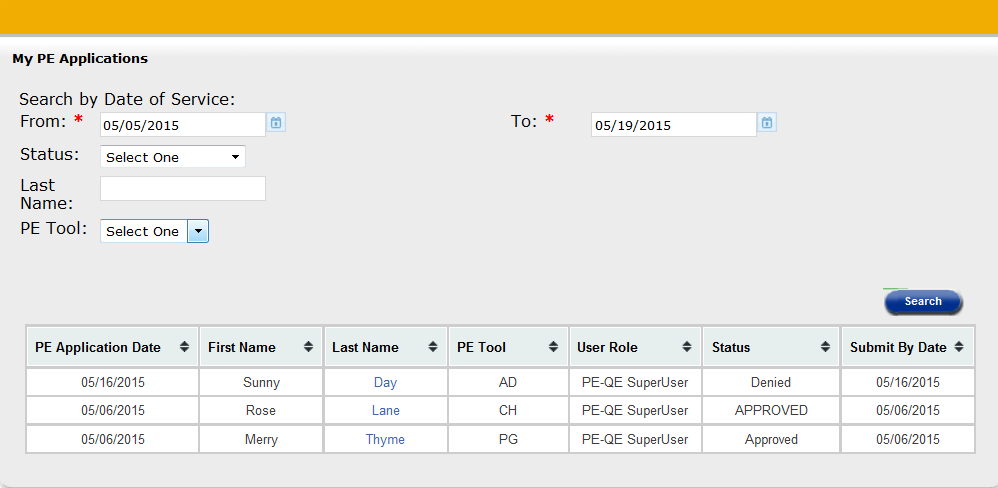 My PE Applications
Search by Date of Service:
From: * 05/05/2015 To: * 05/19/2015
Status: Select One
Last
Name:
PE Tool: Select One
Search
PE Application Date First Name Last Name PE Tool User Role Status Submit By Date
05/16/2015 Sunny Day AD PE-QE SuperUser Denied 05/16/2015
05/06/2015 Rose Lane CH PE-QE SuperUser APPROVED 05/06/2015
05/06/2015 Merry Thyme PG PE-QE SuperUser Approved 05/06/2015